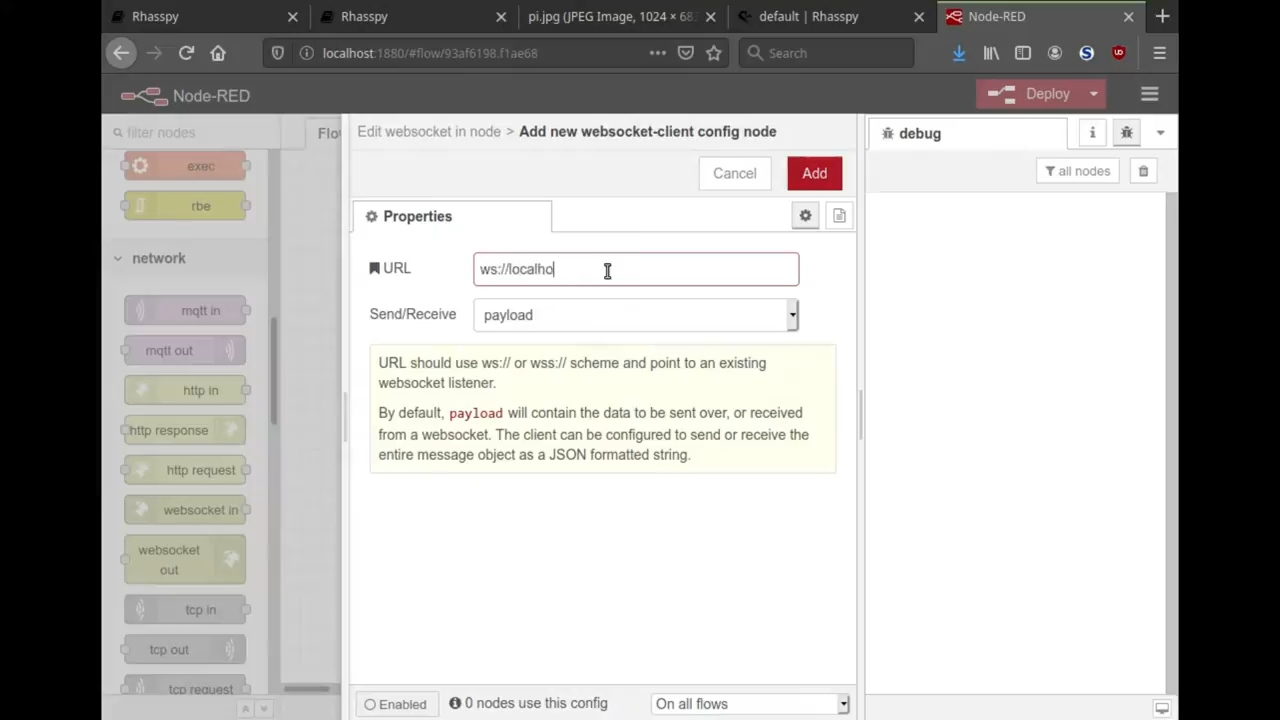 Rhasspy
Rhasspy
pi.jpg (JPEG Image, 1024 × 68
default | Rhasspy
Node-RED
localhost:1880/#flow/93af6198.f1ae68
Search
Node-RED
Deploy
filter nodes
Flo
Edit websocket in node > Add new websocket-client config node
debug
i
exec
Cancel
Add
all nodes
rbe
Properties
network
URL
ws://localho
mqtt in
Send/Receive
payload
mqtt out
URL should use ws:// or wss:// scheme and point to an existing
websocket listener.
http in
By default, payload will contain the data to be sent over, or received
from a websocket. The client can be configured to send or receive the
entire message object as a JSON formatted string.
http response
http request
websocket in
websocket
out
tcp in
tcp out
tcp request
Enabled
0 nodes use this config
On all flows